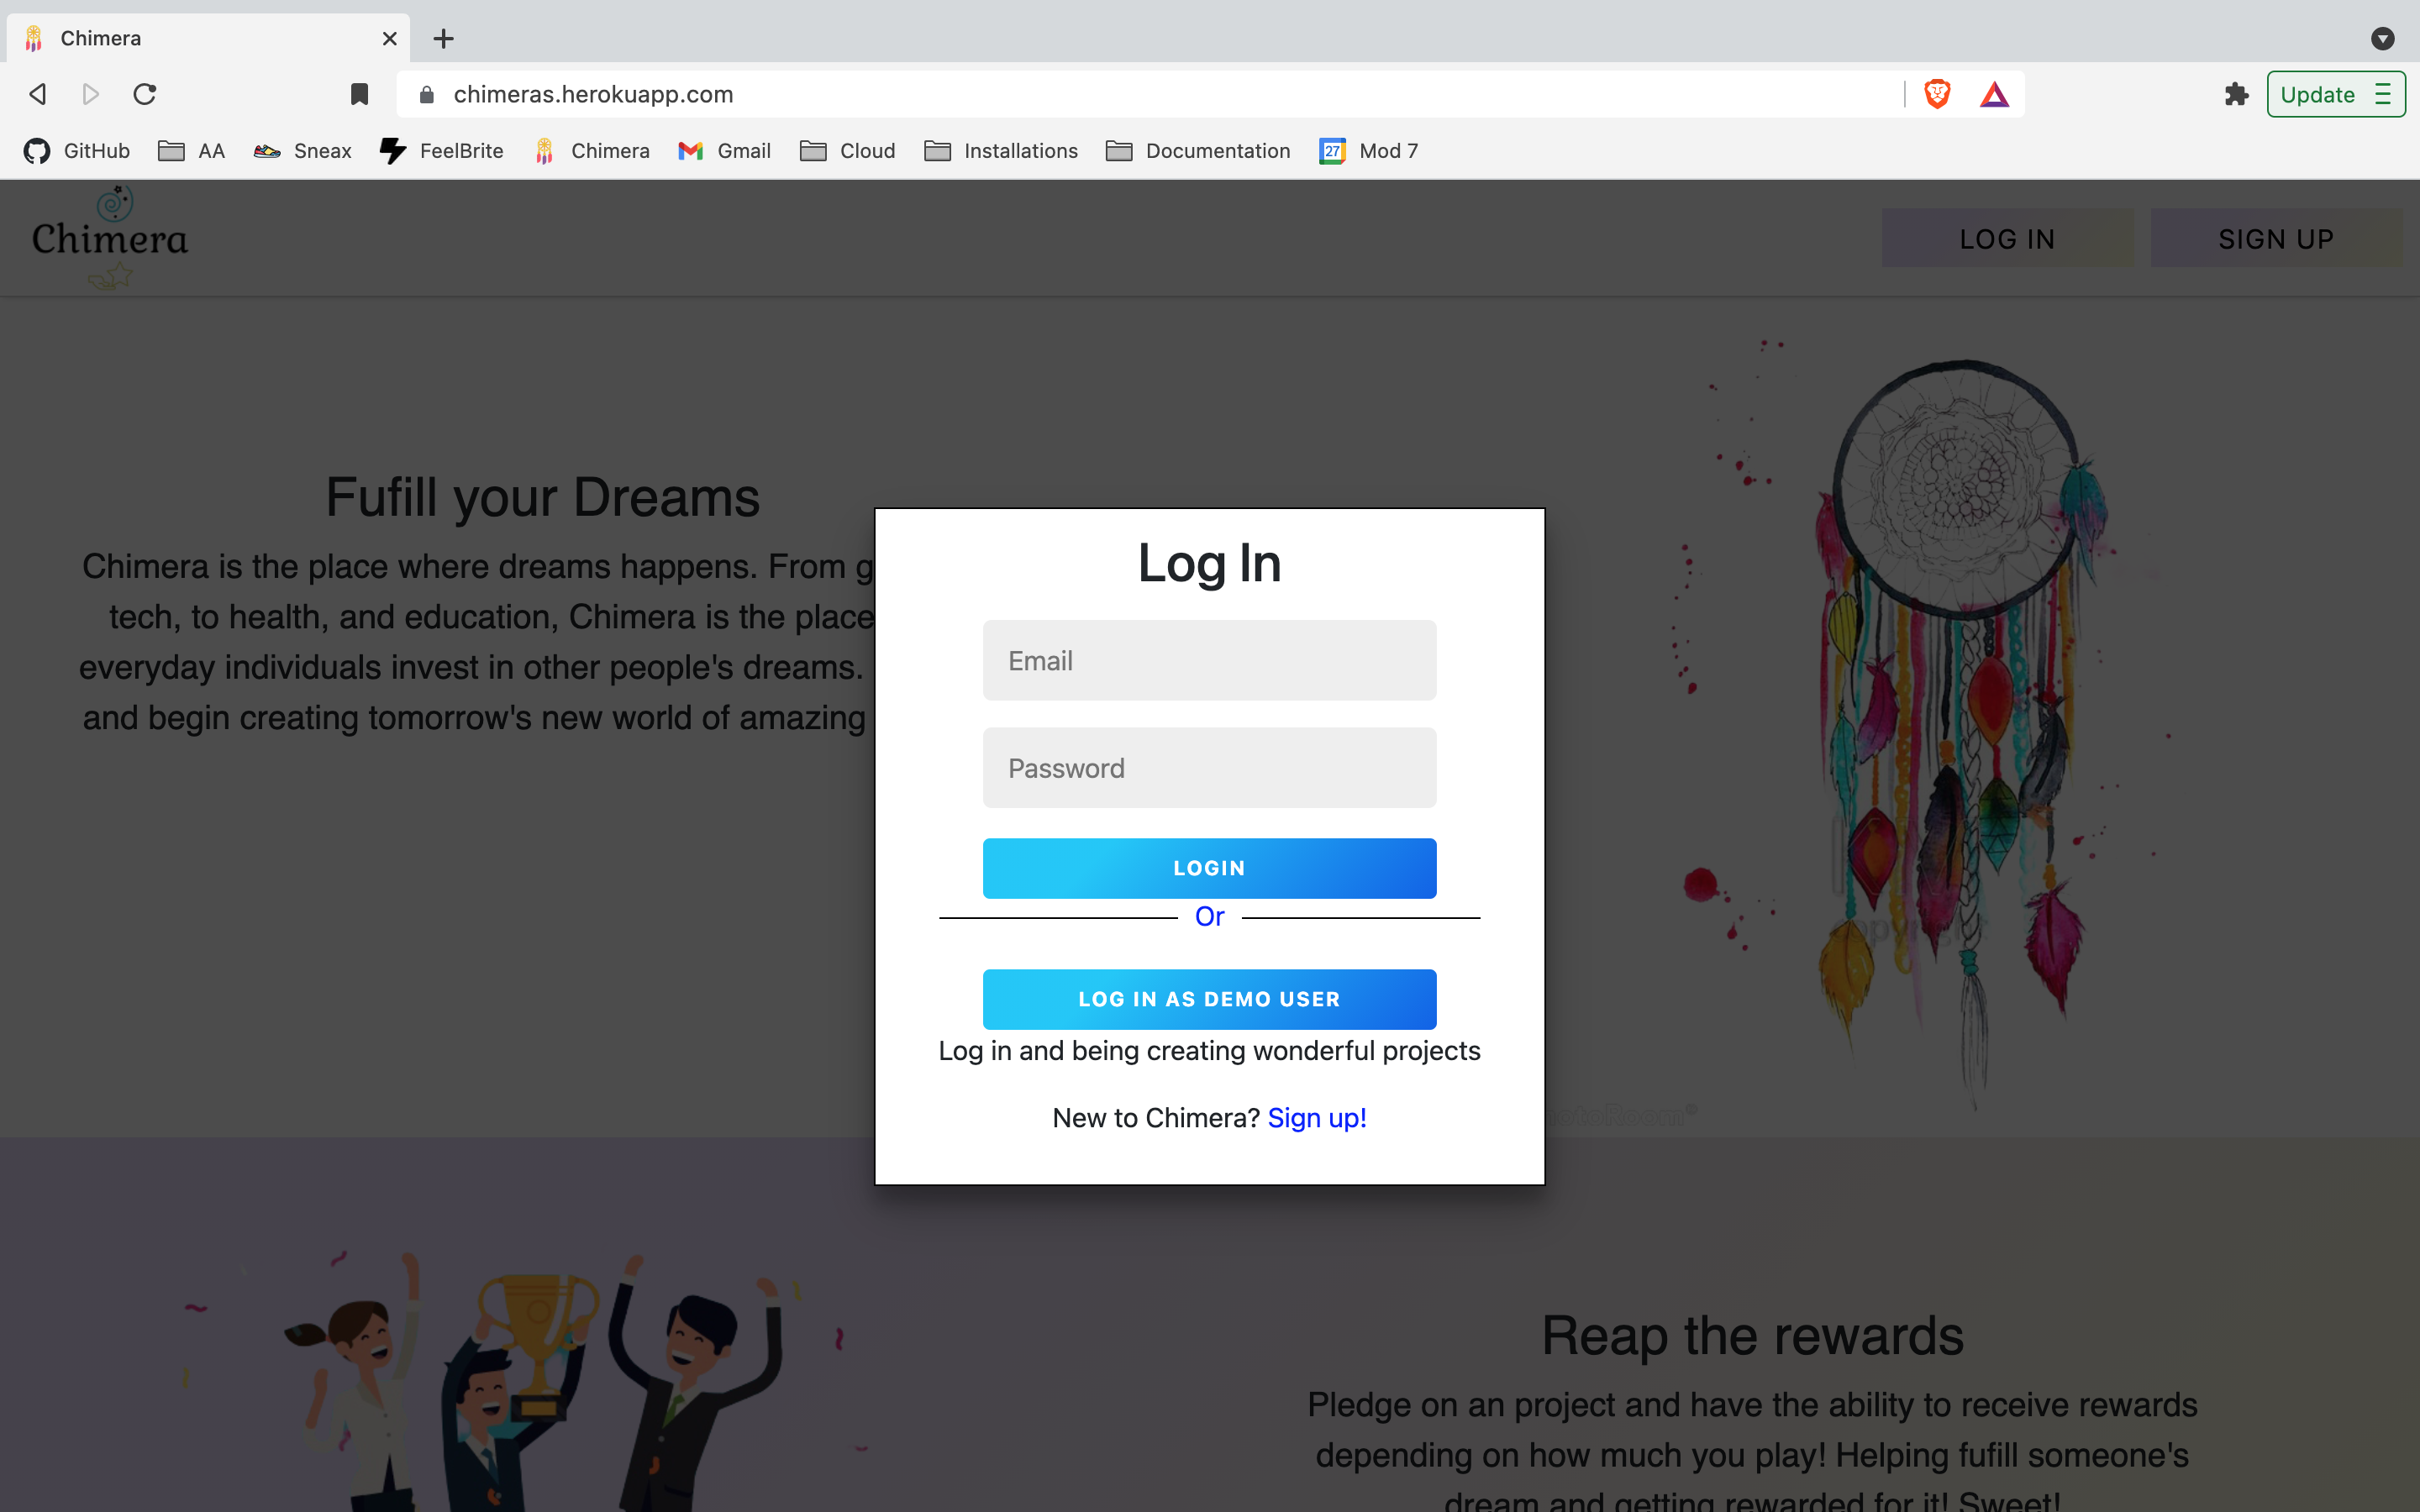 Chimera
chimeras.herokuapp.com
Update
GitHub
AA
Sneax
FeelBrite
Chimera
Gmail
Cloud
Installations
Documentation
27
Mod 7
Chimera
LOG IN
SIGN UP
Fufill your Dreams
Chimera is the place where dreams happens. From
tech, to health, and education, Chimera is the place
everyday individuals invest in other people's dreams.
and begin creating tomorrow's new world of amazing
Log In
Email
Password
LOGIN
Or
LOG IN AS DEMO USER
Log in and being creating wonderful projects
New to Chimera? Sign up!
Reap the rewards
Pledge on an project and have the ability to receive rewards
depending on how much you play! Helping fufill someone's
dream and getting rewarded for it! Sweet!